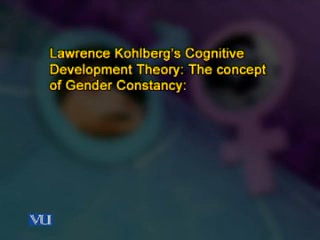 Lawrence Kohlberg's Cognitive
Development Theory: The concept
of Gender Constancy:
VU